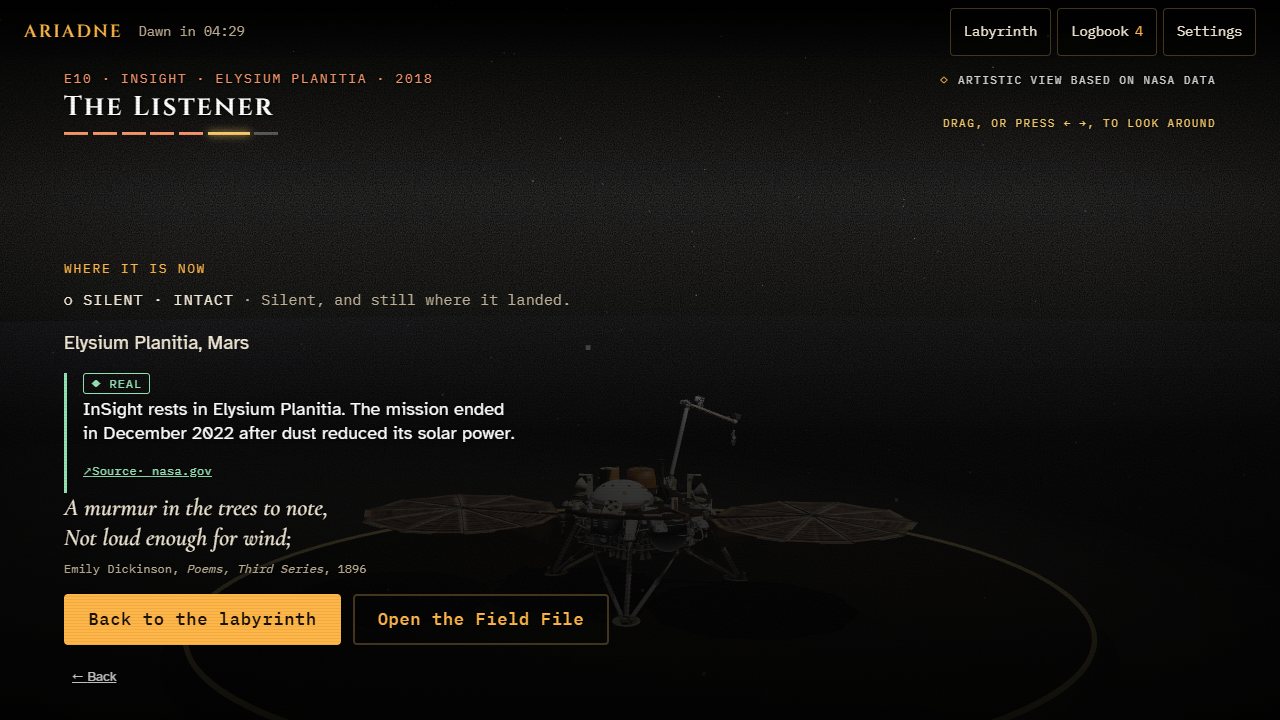 ARIADNE Dawn in 04:29 Labyrinth Logbook 4 Settings
E10 · INSIGHT · ELYSIUM PLANITIA · 2018
The Listener
◇ ARTISTIC VIEW BASED ON NASA DATA
DRAG, OR PRESS ← →, TO LOOK AROUND
WHERE IT IS NOW
○ SILENT · INTACT · Silent, and still where it landed.
Elysium Planitia, Mars
◆ REAL
InSight rests in Elysium Planitia. The mission ended
in December 2022 after dust reduced its solar power.
↗Source· nasa.gov
A murmur in the trees to note,
Not loud enough for wind;
Emily Dickinson, Poems, Third Series, 1896
Back to the labyrinth Open the Field File
← Back